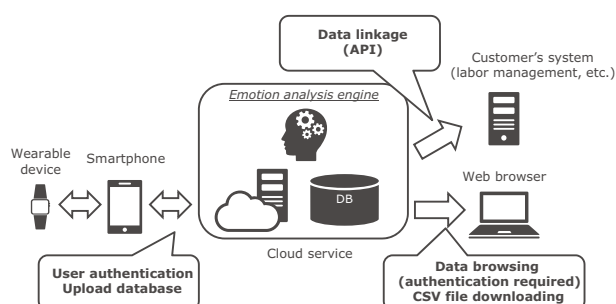 Data linkage
(API)
Customer's system
(labor management, etc.)
Emotion analysis engine
Wearable
device
Smartphone
DB
Web browser
Cloud service
User authentication
Upload database
Data browsing
(authentication required)
CSV file downloading